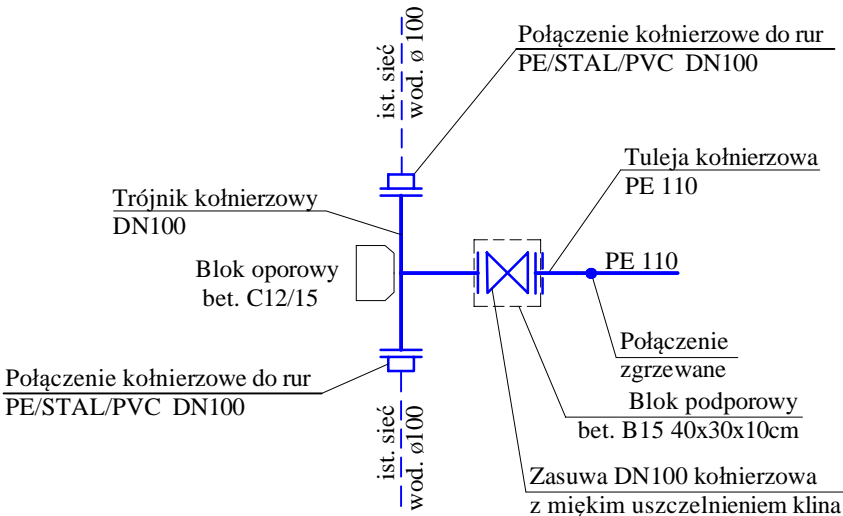 ist. sieć
wod. ø 100
Połączenie kołnierzowe do rur
PE/STAL/PVC DN100
Tuleja kołnierzowa
PE 110
Trójnik kołnierzowy
DN100
Blok oporowy
bet. C12/15
PE 110
Połączenie
zgrzewane
Połączenie kołnierzowe do rur
PE/STAL/PVC DN100
Blok podporowy
bet. B15 40x30x10cm
ist. sieć
wod. ø100
Zasuwa DN100 kołnierzowa
z miękim uszczelnieniem klina